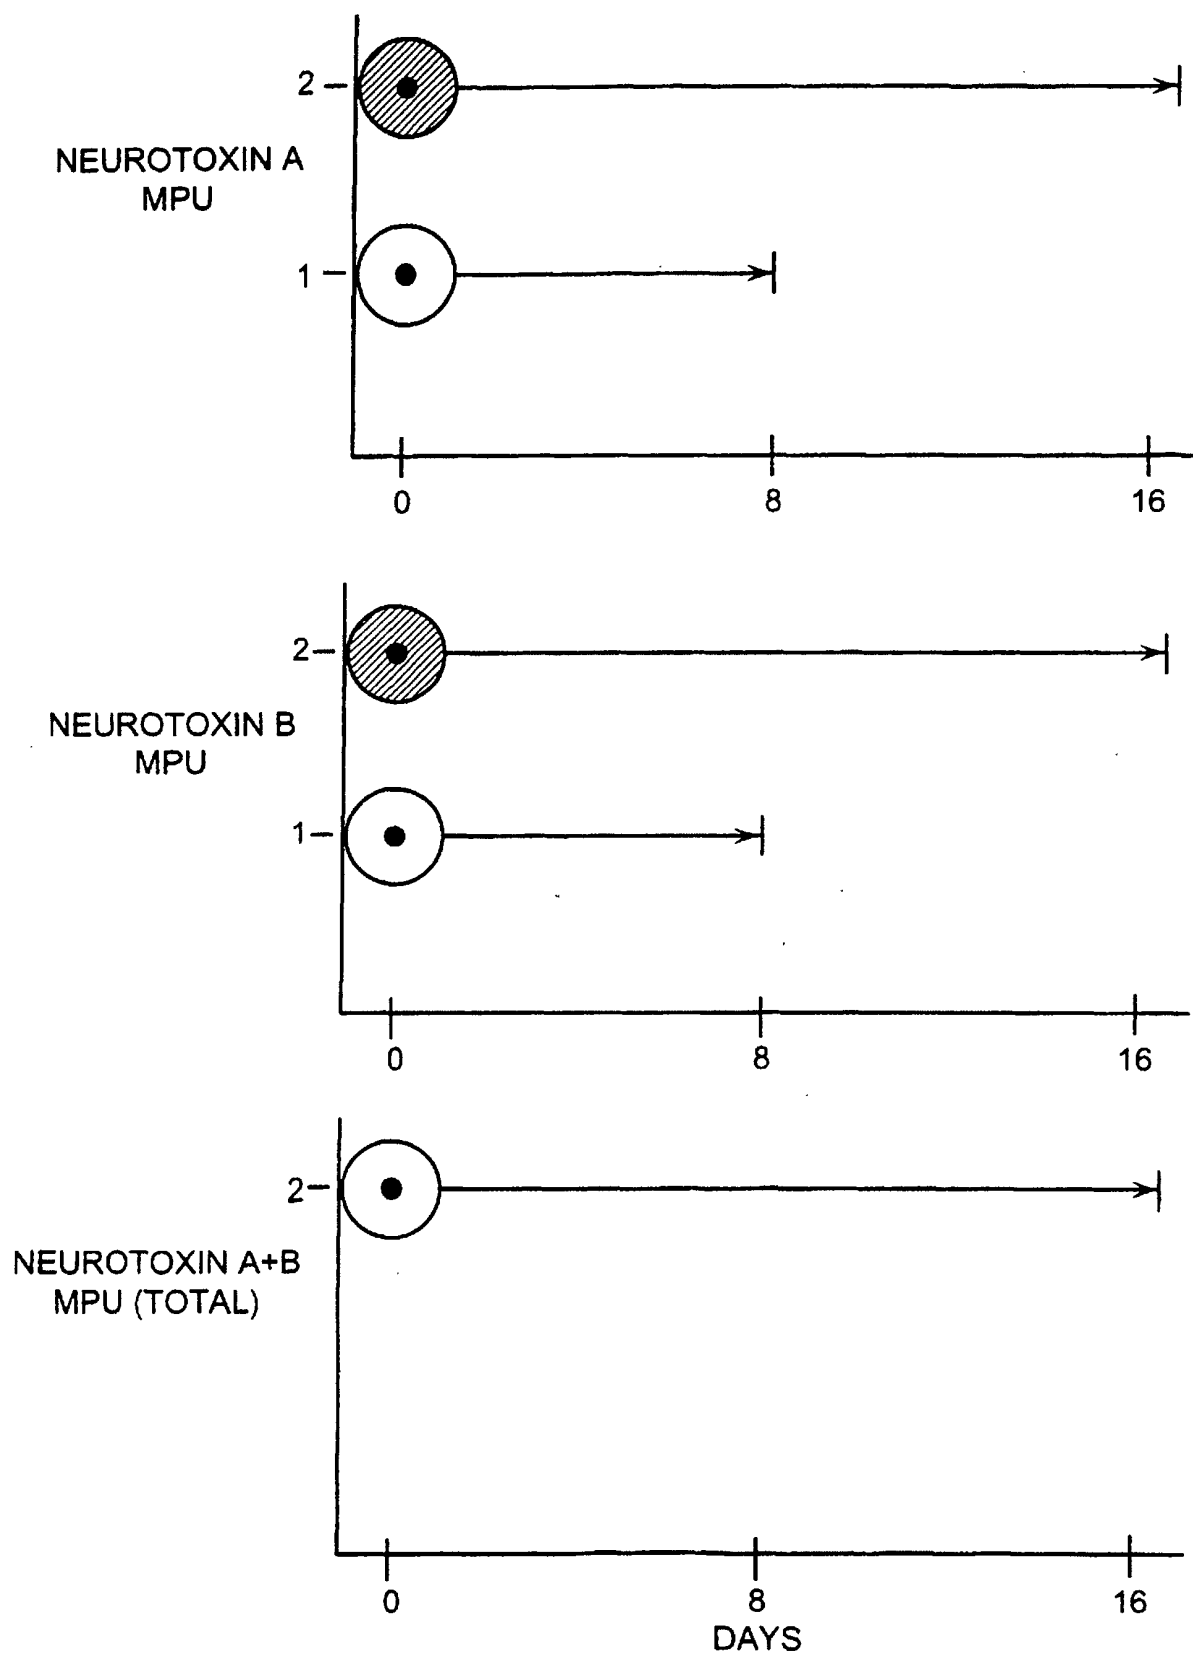 2
NEUROTOXIN A
MPU
1
0 8 16
2
NEUROTOXIN B
MPU
1
0 8 16
2
NEUROTOXIN A+B
MPU (TOTAL)
0 8 16
DAYS